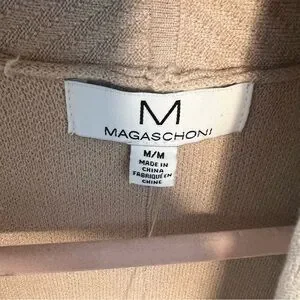 M
MAGASCHONI
M/M
MADE IN
CHINA
FABRIQUÉ EN
CHINE